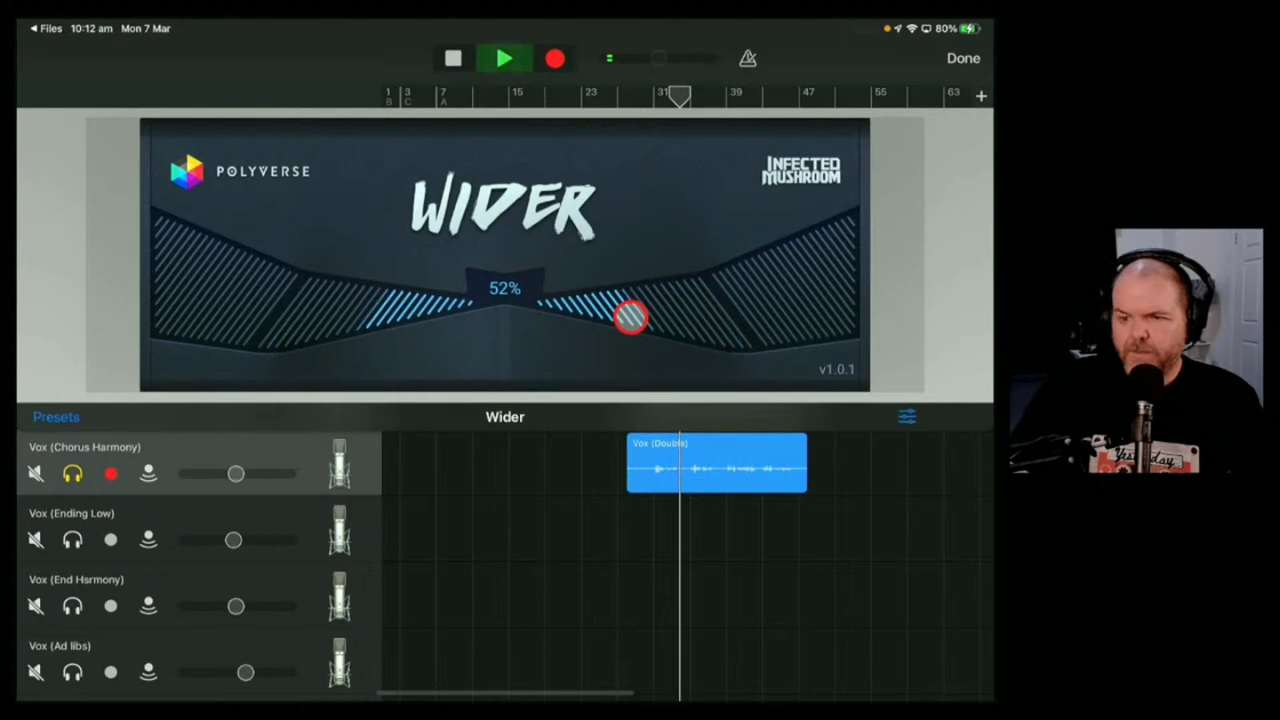 Files 10:12 am Mon 7 Mar
80%
Done
1 3 7 15 23 31 39 47 55 63 +
B C A
POLYVERSE
INFECTED
MUSHROOM
WIDER
52%
v1.0.1
Presets
Wider
Vox (Chorus Harmony)
Vox (Double)
Vox (Ending Low)
Vox (End Hsrmony)
Vox (Ad libs)
Yesterday